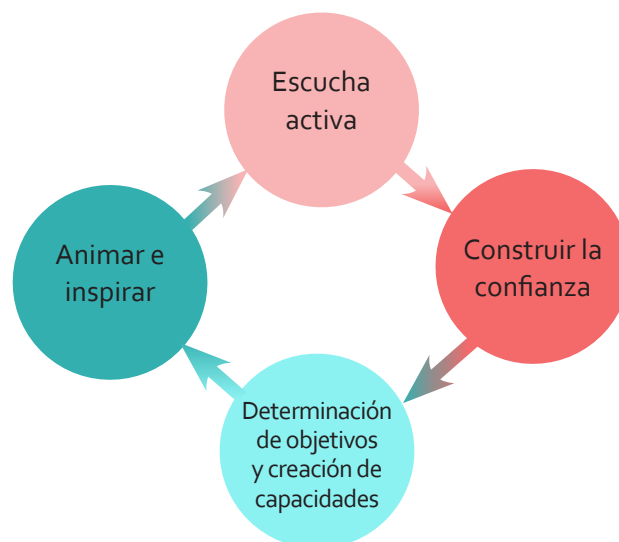 Escucha
activa
Construir la
confianza
Determinación
de objetivos
y creación de
capacidades
Animar e
inspirar